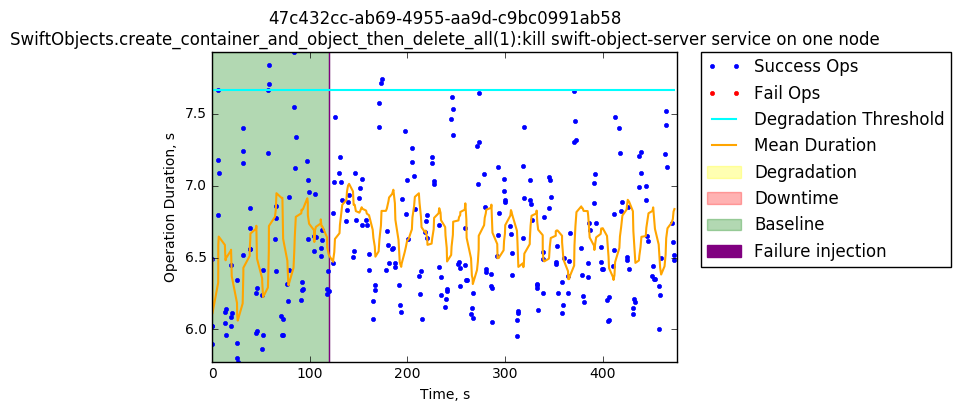 47c432cc-ab69-4955-aa9d-c9bc0991ab58
SwiftObjects.create_container_and_object_then_delete_all(1):kill swift-object-server service on one node
Success Ops
Fail Ops
Degradation Threshold
Mean Duration
Degradation
Downtime
Baseline
Failure injection
Operation Duration, s
7.5
7.0
6.5
6.0
0 100 200 300 400
Time, s